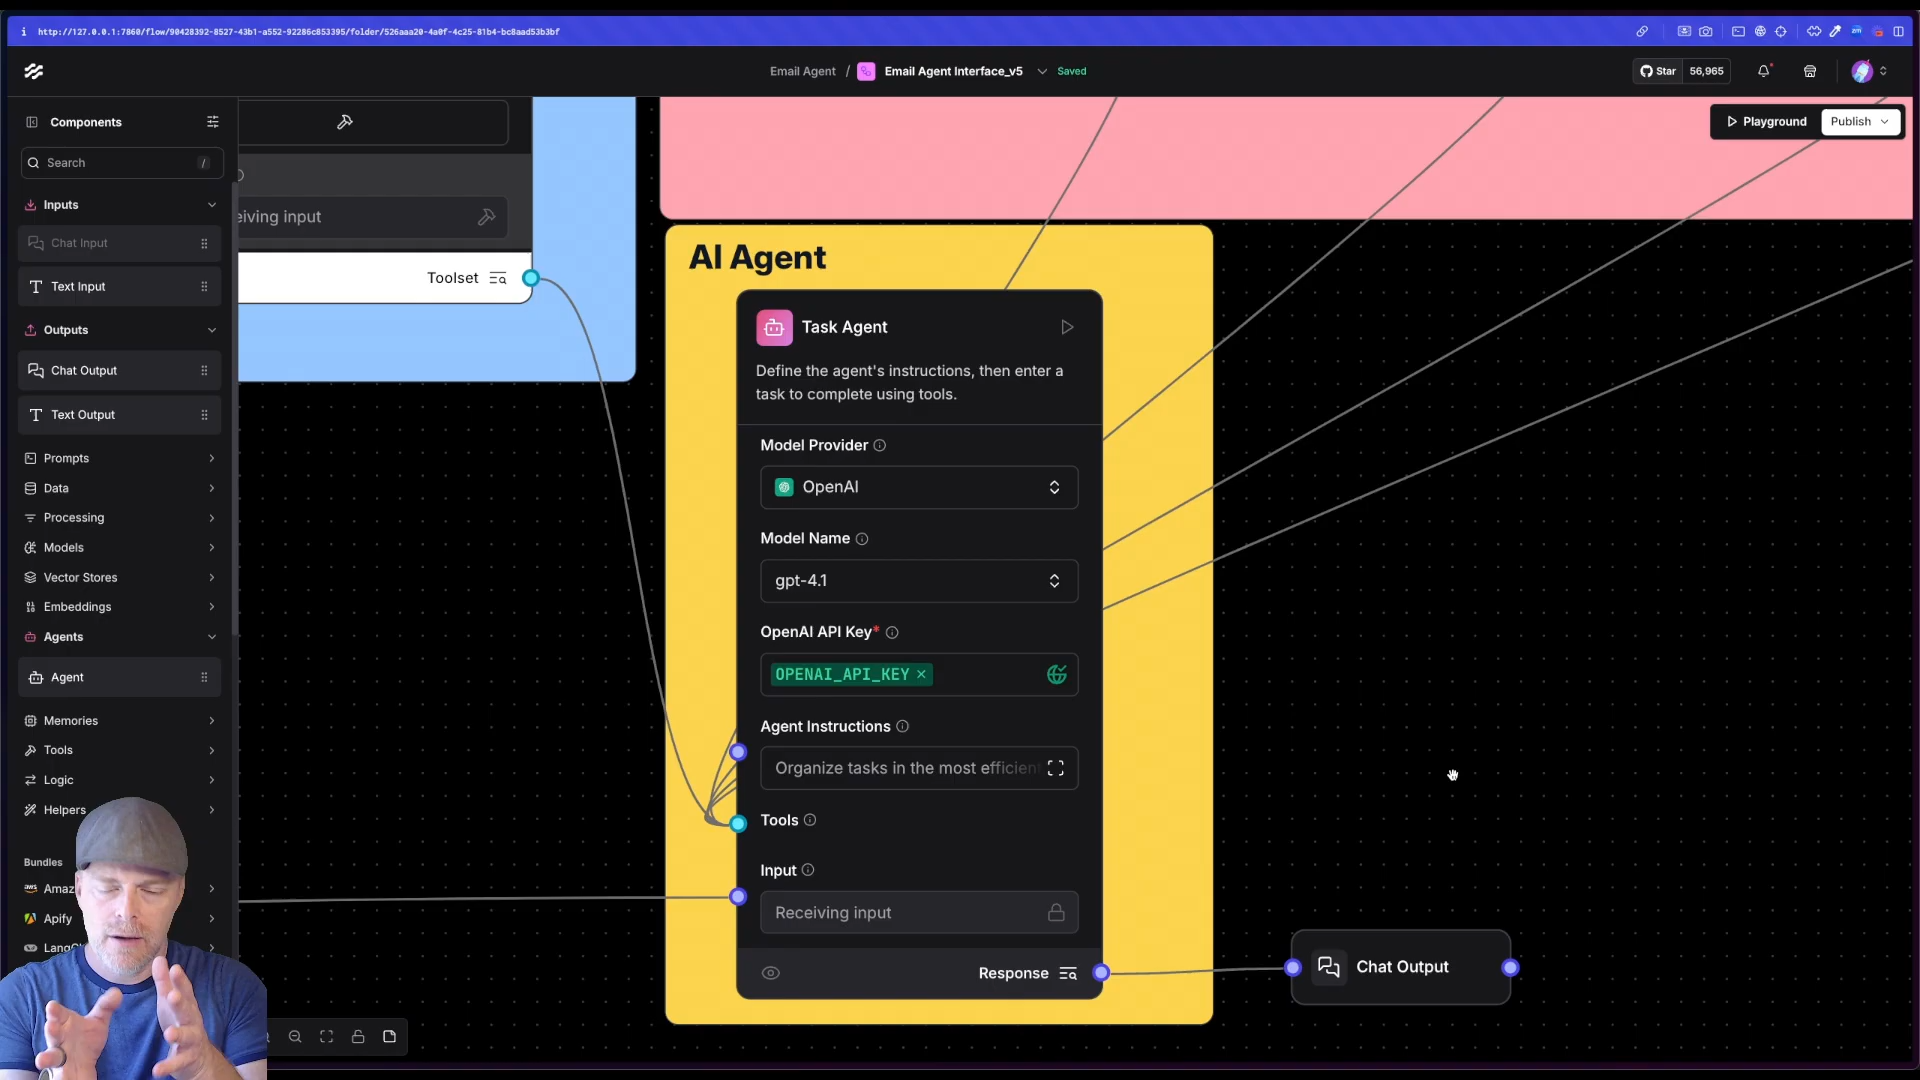 http://127.0.0.1:7860/flow/90428392-8527-43b1-a552-92286c853395/folder/526aaa20-4a0f-4c25-81b4-bc8aad53b3bf
Email Agent / Email Agent Interface_v5 Saved
Star 56,965
Components
Playground
Publish
Search /
Inputs
Chat Input
Text Input
Outputs
Chat Output
Text Output
Prompts
Data
Processing
Models
Vector Stores
Embeddings
Agents
Agent
Memories
Tools
Logic
Helpers
Bundles
Apify
eiving input
Toolset
AI Agent
Task Agent
Define the agent's instructions, then enter a
task to complete using tools.
Model Provider
OpenAI
Model Name
gpt-4.1
OpenAI API Key*
OPENAI_API_KEY ×
Agent Instructions
Organize tasks in the most efficien
Tools
Input
Receiving input
Response
Chat Output